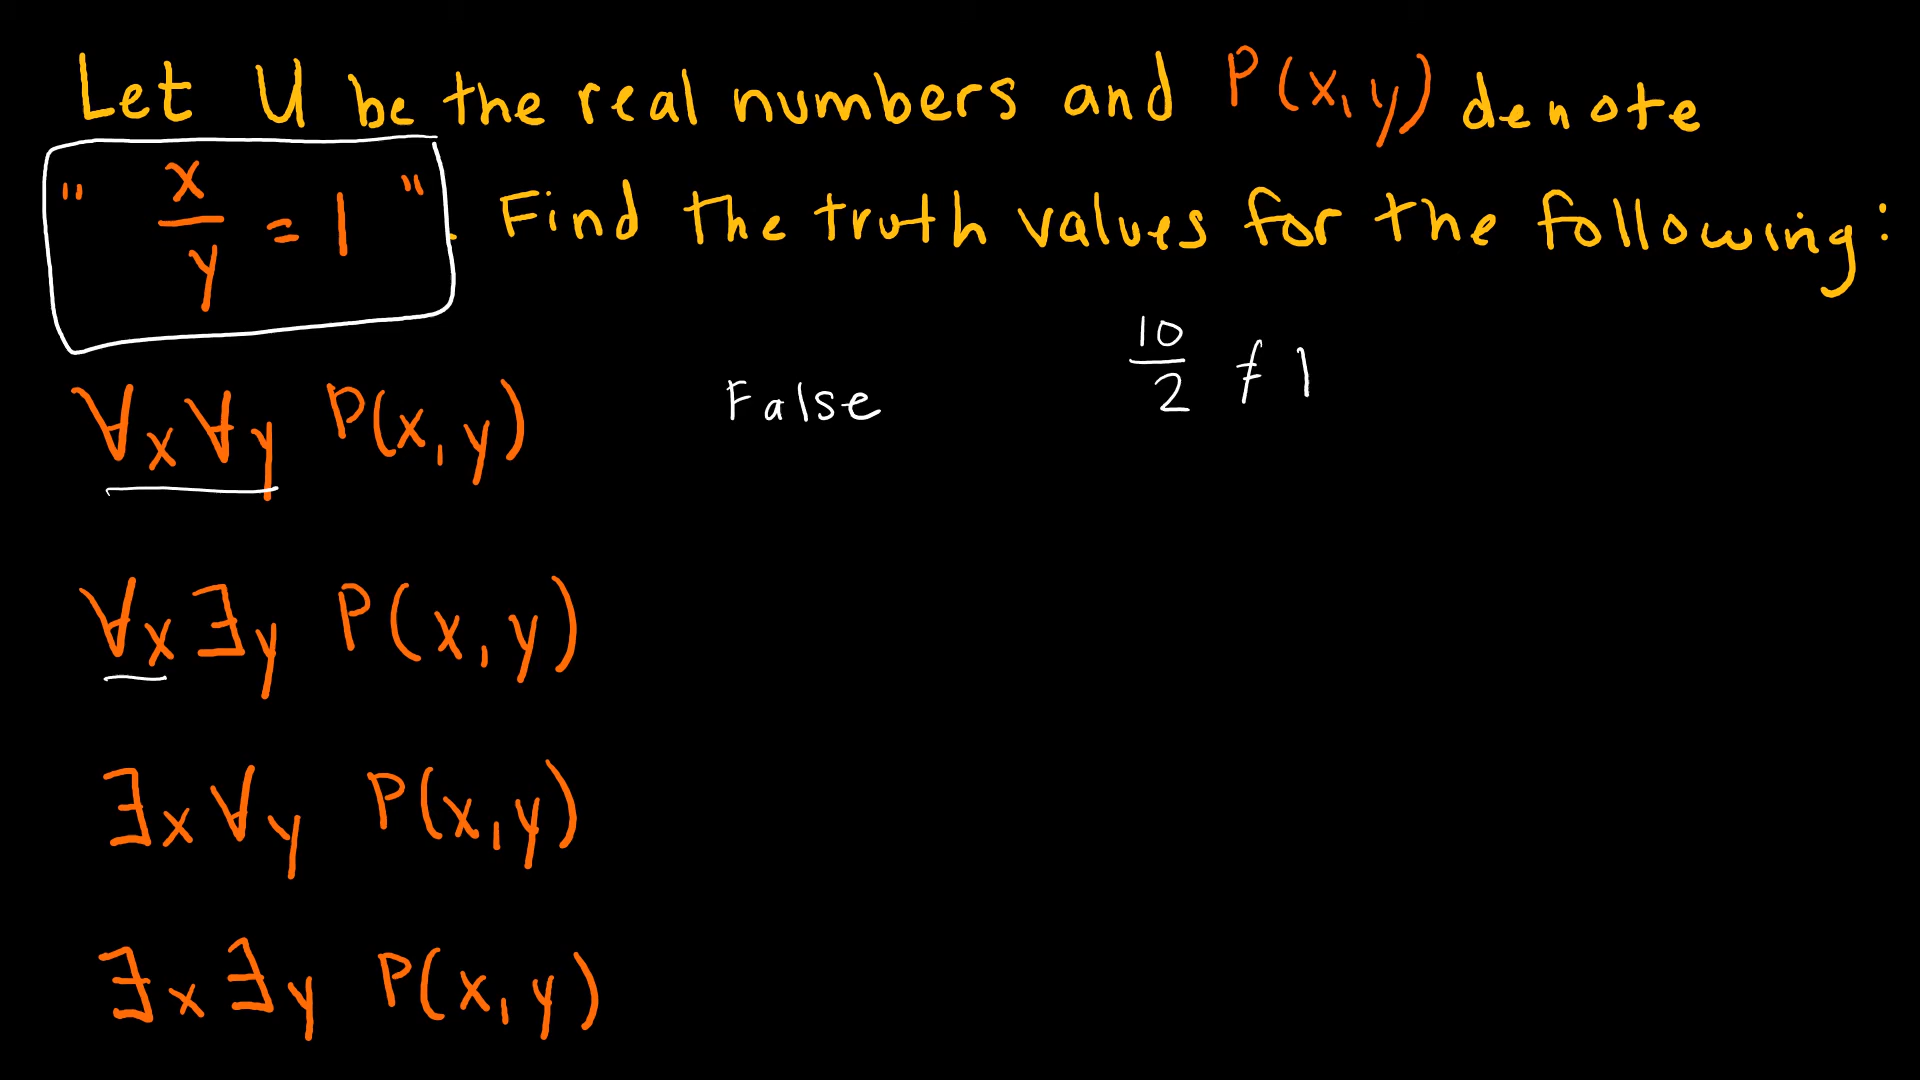 Let U be the real numbers and P(x,y) denote
" x/y = 1 ". Find the truth values for the following:
∀x∀y P(x,y) False 10/2 ≠ 1
∀x∃y P(x,y)
∃x∀y P(x,y)
∃x∃y P(x,y)